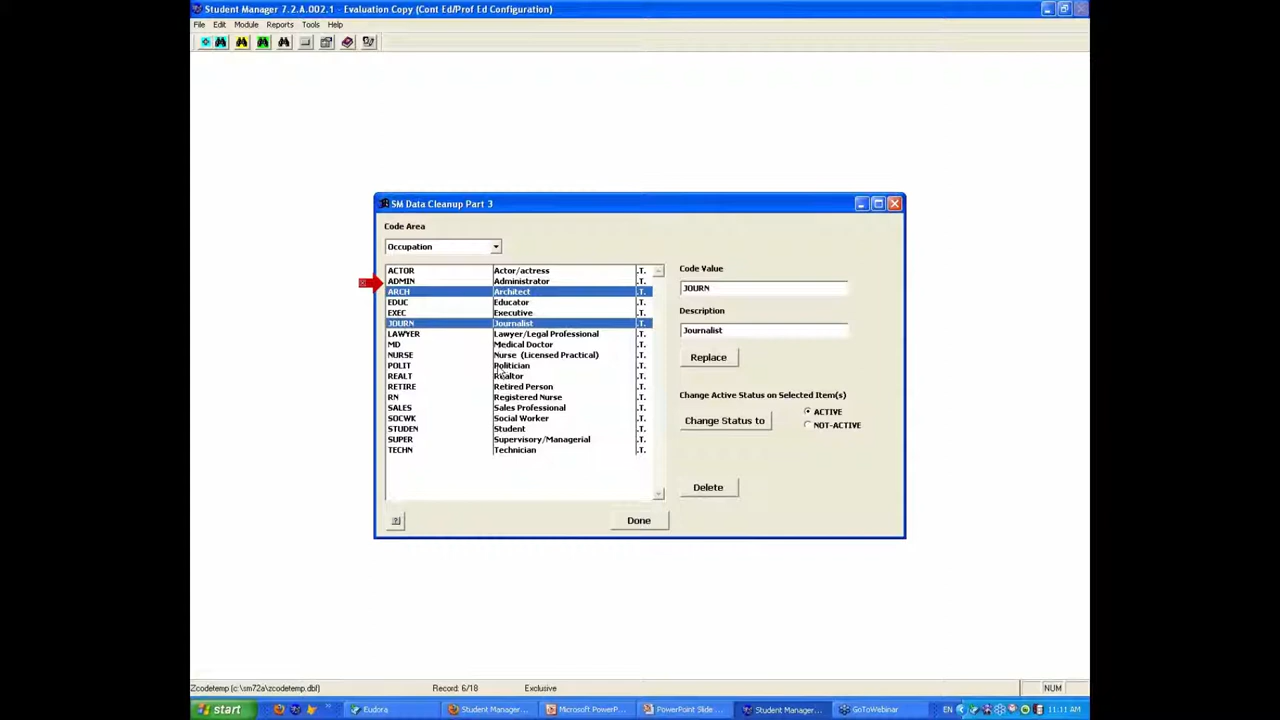 Student Manager 7.2.A.002.1 - Evaluation Copy (Cont Ed/Prof Ed Configuration)
File Edit Module Reports Tools Help
SM Data Cleanup Part 3
Code Area
Occupation
ACTOR Actor/actress .T.
ADMIN Administrator .T.
ARCH Architect .T.
EDUC Educator .T.
EXEC Executive .T.
JOURN Journalist .T.
LAWYER Lawyer/Legal Professional .T.
MD Medical Doctor .T.
NURSE Nurse (Licensed Practical) .T.
POLIT Politician .T.
REALT Realtor .T.
RETIRE Retired Person .T.
RN Registered Nurse .T.
SALES Sales Professional .T.
SOCWK Social Worker .T.
STUDEN Student .T.
SUPER Supervisory/Managerial .T.
TECHN Technician .T.
Code Value
JOURN
Description
Journalist
Replace
Change Active Status on Selected Item(s)
Change Status to
ACTIVE
NOT-ACTIVE
Delete
?
Done
Zcodetemp (c:\sm72a\zcodetemp.dbf) Record: 6/18 Exclusive NUM
start Eudora Student Manager... Microsoft PowerP... PowerPoint Slide ... Student Manager... GoToWebinar EN 11:11 AM